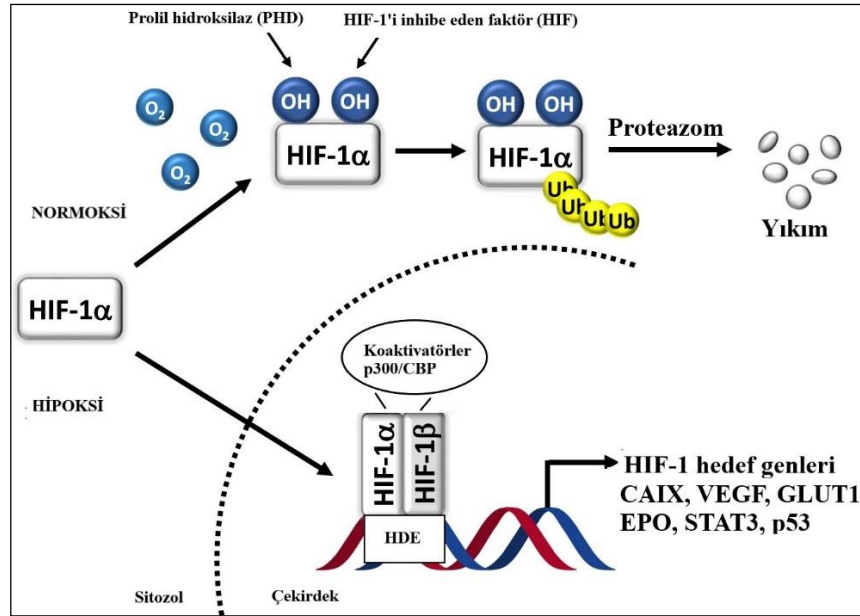 Prolil hidroksilaz (PHD)
HIF-1'i inhibe eden faktör (HIF)
O2
O2
O2
OH
OH
HIF-1α
OH
OH
HIF-1α
Ub
Ub
Ub
Ub
Proteazom
Yıkım
NORMOKSİ
HIF-1α
HİPOKSİ
Koaktivatörler
p300/CBP
HIF-1α
HIF-1β
HDE
HIF-1 hedef genleri
CAIX, VEGF, GLUT1
EPO, STAT3, p53
Sitozol
Çekirdek